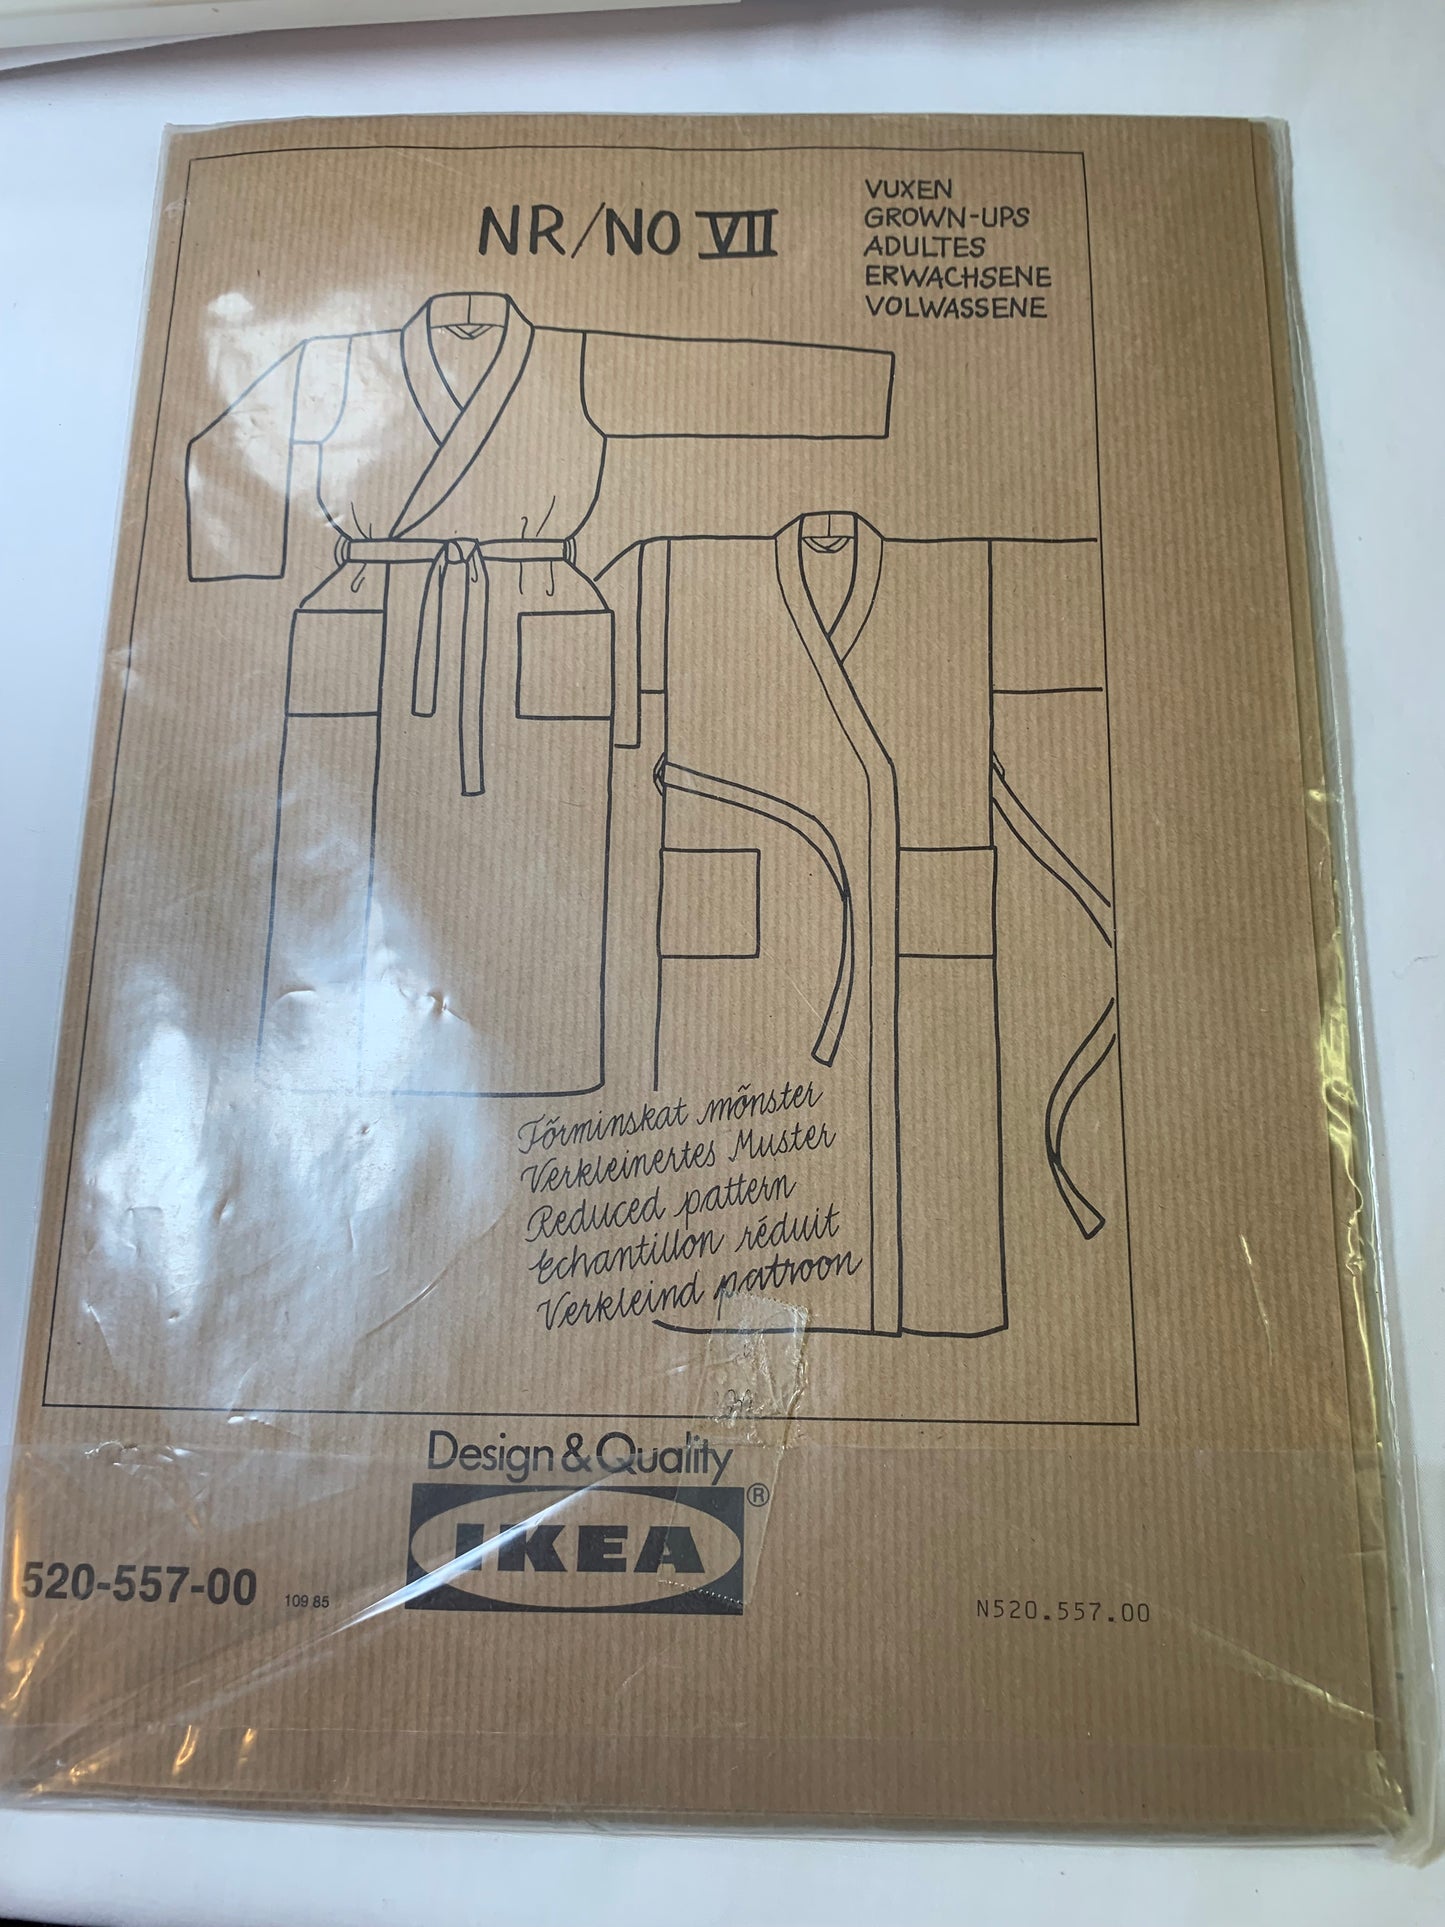 NR/NO VII
VUXEN
GROWN-UPS
ADULTES
ERWACHSENE
VOLWASSENE
Förminskat mönster
Verkleinertes Muster
Reduced pattern
Echantillon réduit
Verkleind patroon
Design & Quality
IKEA®
520-557-00
109 85
N520.557.00